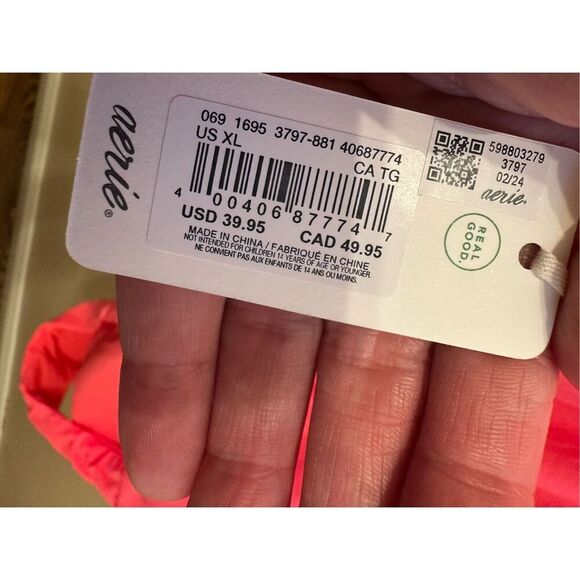 aerie®
069 1695 3797-881 40687774
US XL
CA TG
4 00406 87774 7
USD 39.95 CAD 49.95
MADE IN CHINA / FABRIQUÉ EN CHINE
NOT INTENDED FOR CHILDREN 14 YEARS OF AGE OR YOUNGER.
NE CONVIENT PAS AUX ENFANTS DE 14 ANS OU MOINS.
598803279
3797
02/24
aerie®
REAL
GOOD.